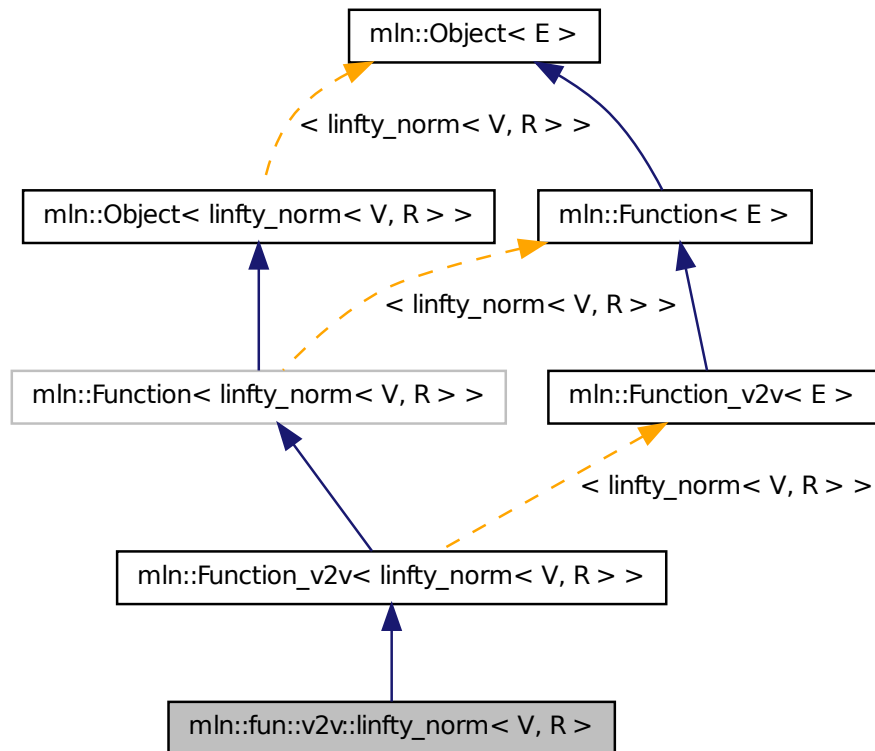 mln::Object< E >
< linfty_norm< V, R > >
mln::Object< linfty_norm< V, R > >
mln::Function< E >
< linfty_norm< V, R > >
mln::Function< linfty_norm< V, R > >
mln::Function_v2v< E >
< linfty_norm< V, R > >
mln::Function_v2v< linfty_norm< V, R > >
mln::fun::v2v::linfty_norm< V, R >